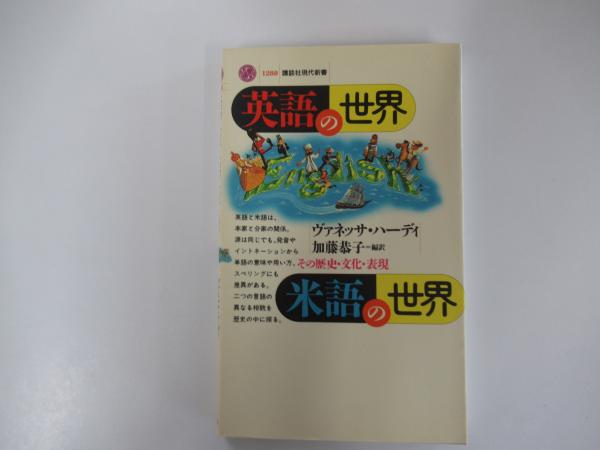 1280 講談社現代新書
英語の世界
English
英語と米語は、
本家と分家の関係。
源は同じでも、発音や
イントネーションから
単語の意味や用い方、
スペリングにも
差異がある。
二つの言語の
異なる相貌を
歴史の中に探る。
ヴァネッサ・ハーディ
加藤恭子=編訳
その歴史・文化・表現
米語の世界